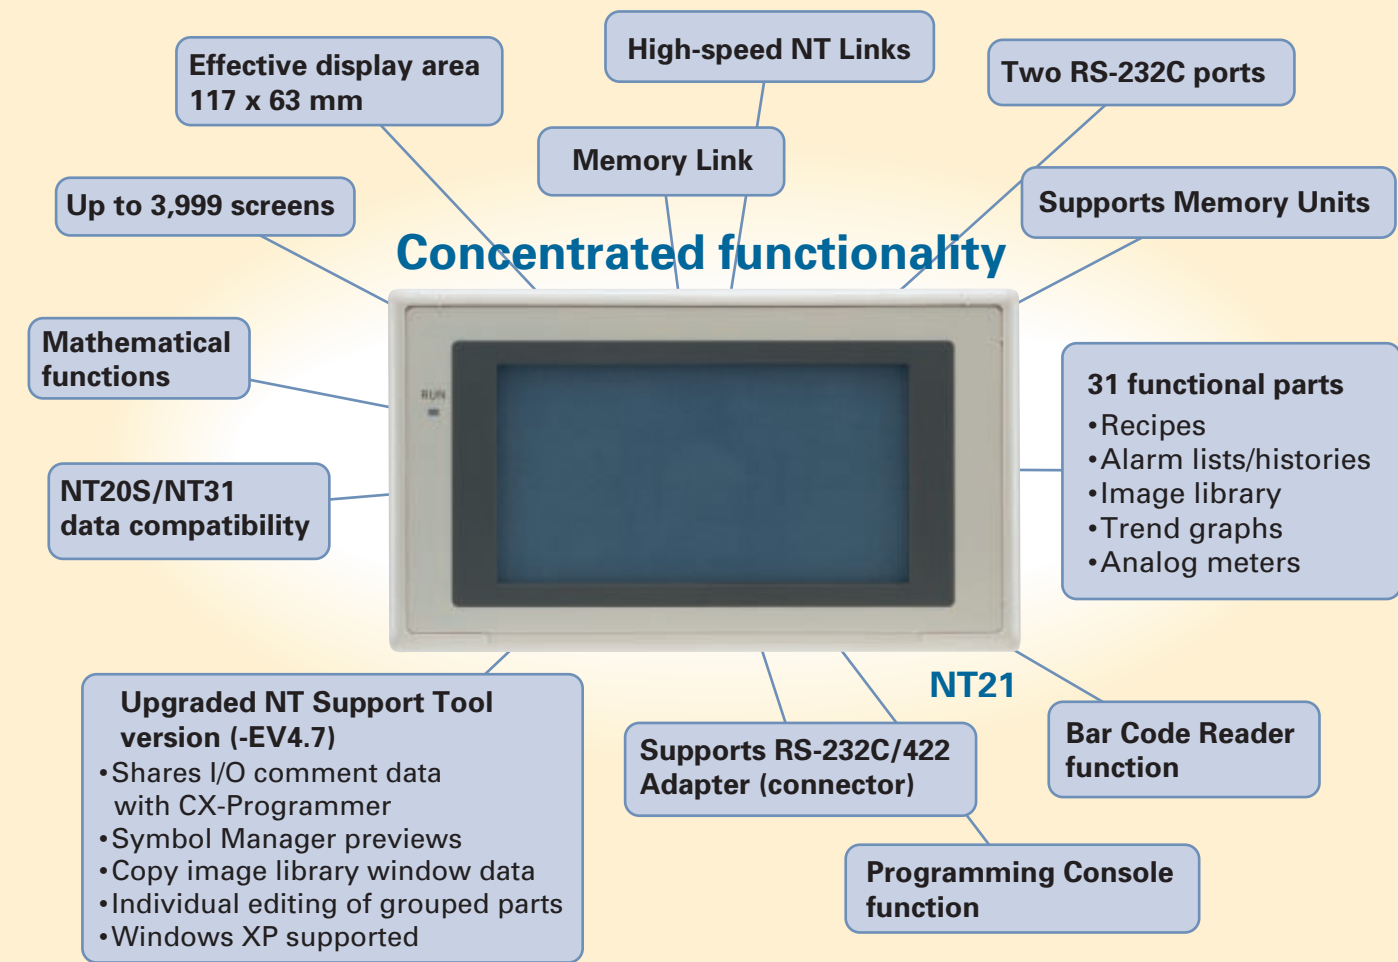 High-speed NT Links
Effective display area
117 x 63 mm
Two RS-232C ports
Memory Link
Up to 3,999 screens
Supports Memory Units
Concentrated functionality
Mathematical
functions
RUN
31 functional parts
•Recipes
•Alarm lists/histories
•Image library
•Trend graphs
•Analog meters
NT20S/NT31
data compatibility
NT21
Upgraded NT Support Tool
version (-EV4.7)
•Shares I/O comment data
with CX-Programmer
•Symbol Manager previews
•Copy image library window data
•Individual editing of grouped parts
•Windows XP supported
Supports RS-232C/422
Adapter (connector)
Bar Code Reader
function
Programming Console
function